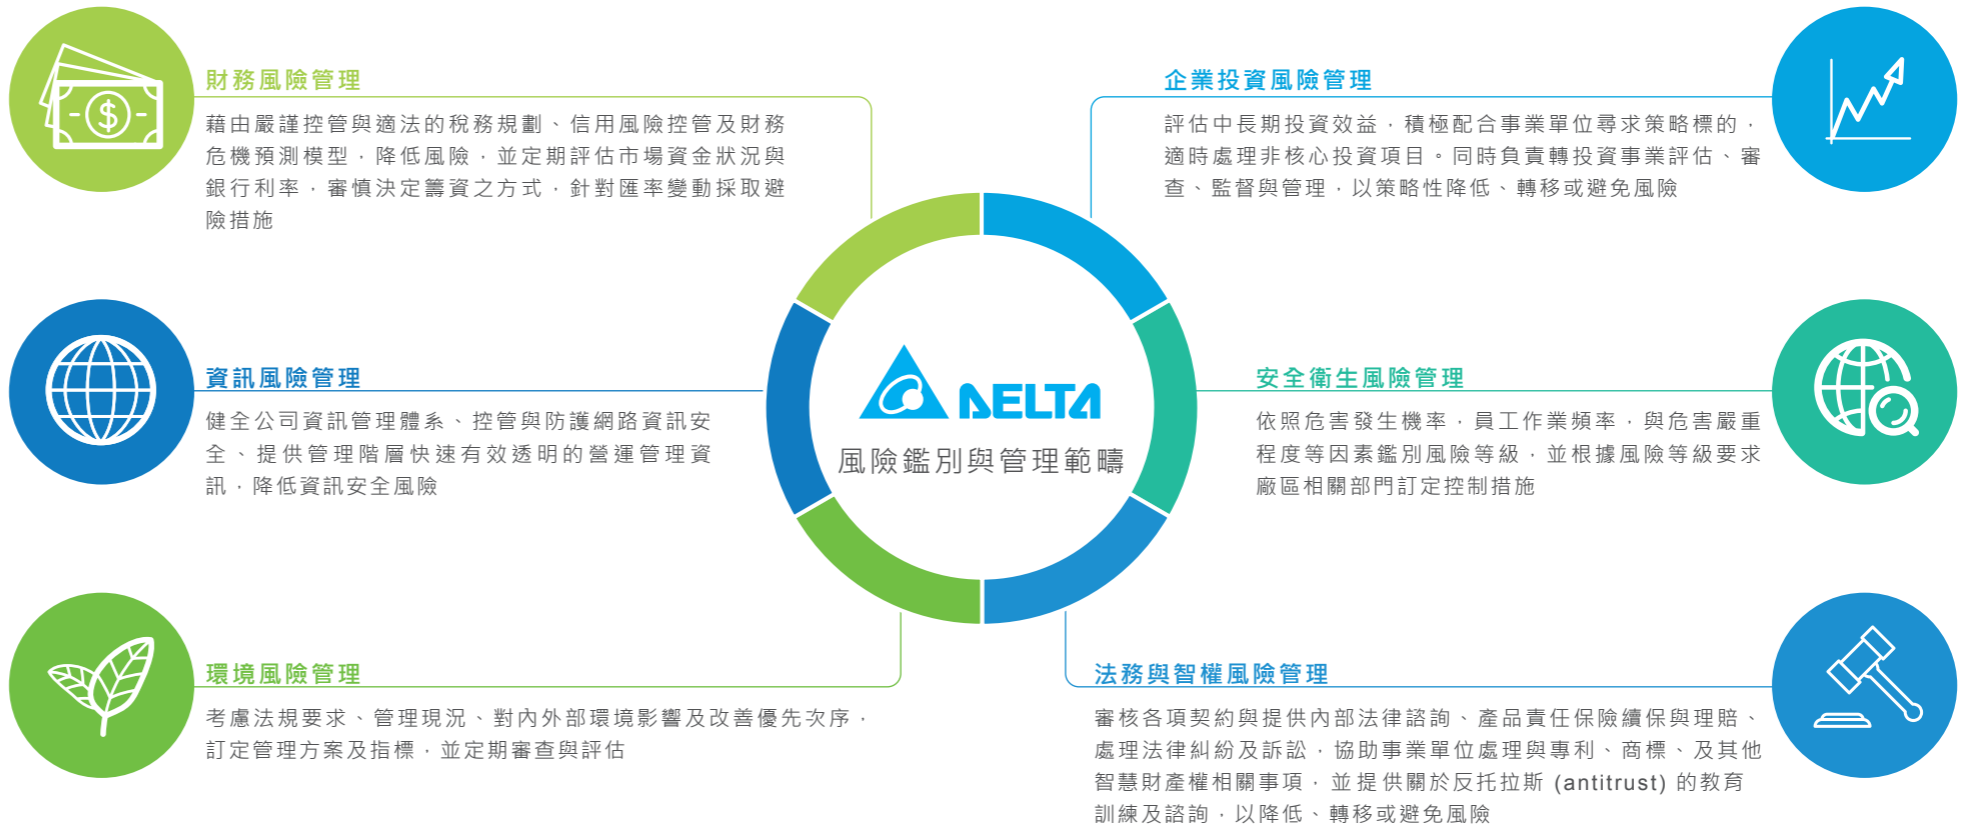 財務風險管理
藉由嚴謹控管與適法的稅務規劃、信用風險控管及財務
危機預測模型，降低風險，並定期評估市場資金狀況與
銀行利率，審慎決定籌資之方式，針對匯率變動採取避
險措施
企業投資風險管理
評估中長期投資效益，積極配合事業單位尋求策略標的，
適時處理非核心投資項目。同時負責轉投資事業評估、審
查、監督與管理，以策略性降低、轉移或避免風險
資訊風險管理
健全公司資訊管理體系、控管與防護網路資訊安
全、提供管理階層快速有效透明的營運管理資
訊，降低資訊安全風險
DELTA
風險鑑別與管理範疇
安全衛生風險管理
依照危害發生機率，員工作業頻率，與危害嚴重
程度等因素鑑別風險等級，並根據風險等級要求
廠區相關部門訂定控制措施
環境風險管理
考慮法規要求、管理現況、對內外部環境影響及改善優先次序，
訂定管理方案及指標，並定期審查與評估
法務與智權風險管理
審核各項契約與提供內部法律諮詢、產品責任保險續保與理賠、
處理法律糾紛及訴訟，協助事業單位處理與專利、商標、及其他
智慧財產權相關事項，並提供關於反托拉斯 (antitrust) 的教育
訓練及諮詢，以降低、轉移或避免風險